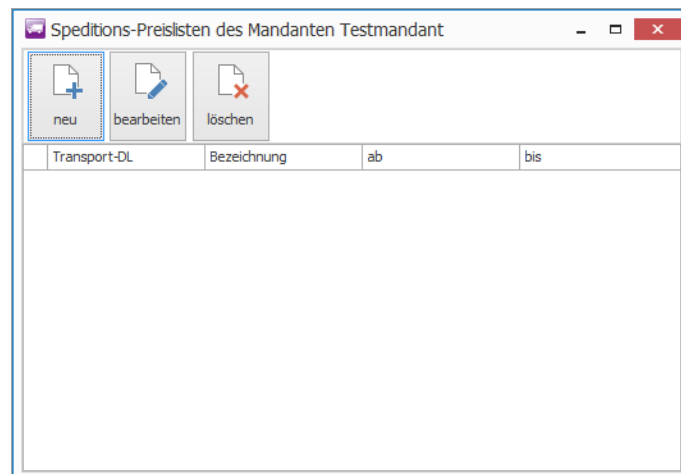 Speditions-Preislisten des Mandanten Testmandant
neu bearbeiten löschen
Transport-DL Bezeichnung ab bis